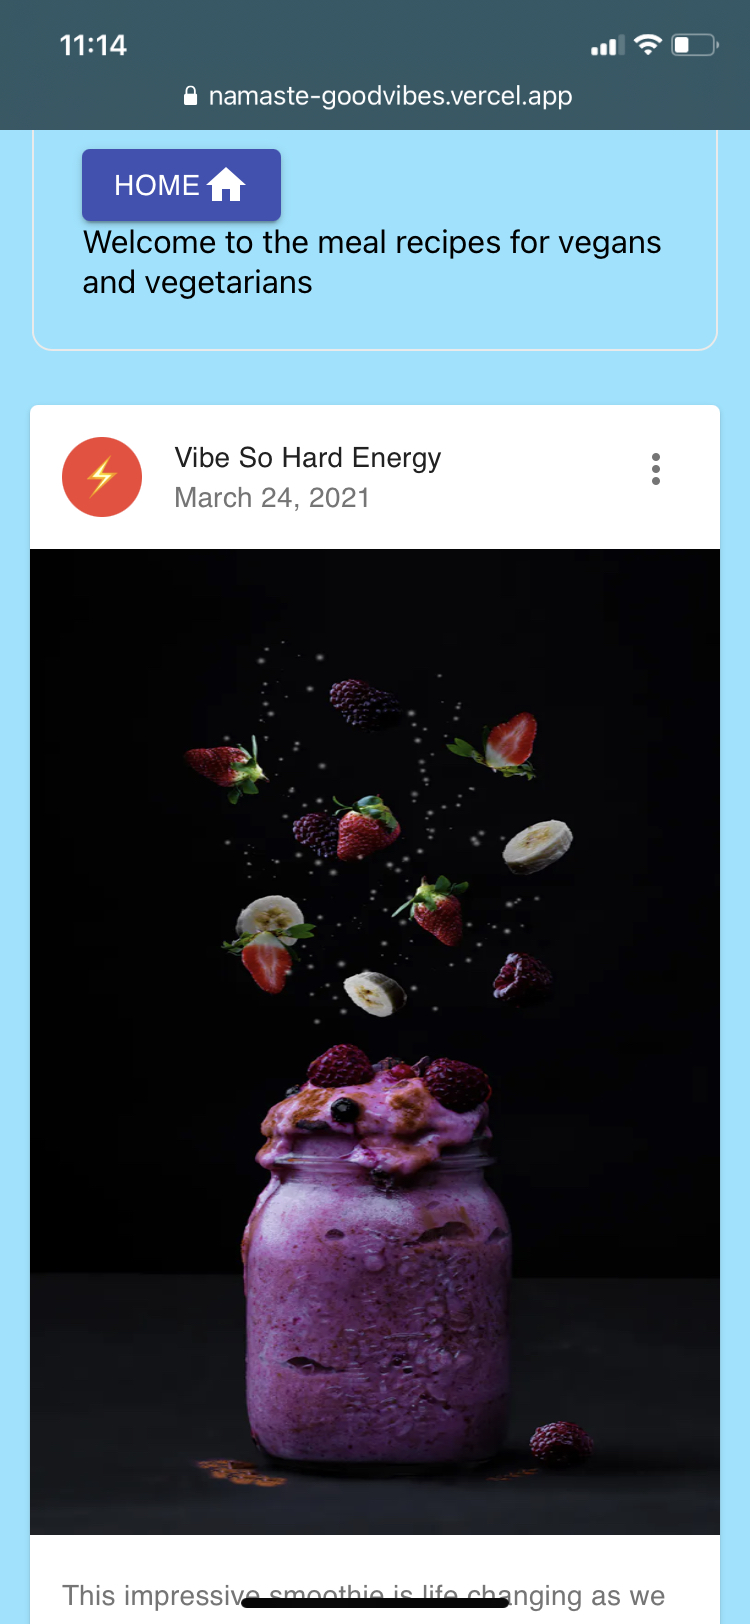 11:14
namaste-goodvibes.vercel.app
HOME
Welcome to the meal recipes for vegans
and vegetarians
Vibe So Hard Energy
March 24, 2021
This impressive smoothie is life changing as we